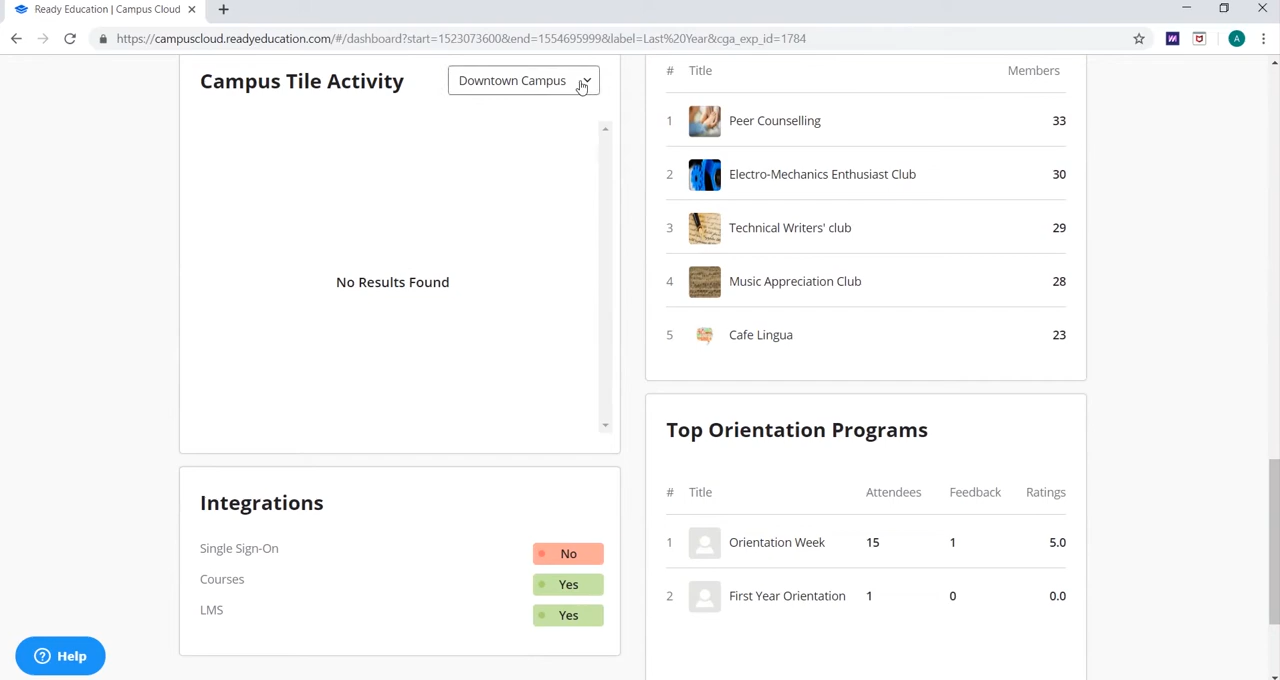 Ready Education | Campus Cloud
https://campuscloud.readyeducation.com/#/dashboard?start=1523073600&end=1554695999&label=Last%20Year&cga_exp_id=1784
A
Campus Tile Activity
Downtown Campus
No Results Found
Integrations
Single Sign-On No
Courses Yes
LMS Yes
Help
# Title Members
1 Peer Counselling 33
2 Electro-Mechanics Enthusiast Club 30
3 Technical Writers' club 29
4 Music Appreciation Club 28
5 Cafe Lingua 23
Top Orientation Programs
# Title Attendees Feedback Ratings
1 Orientation Week 15 1 5.0
2 First Year Orientation 1 0 0.0